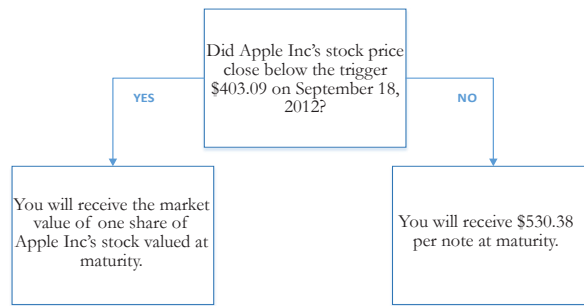 Did Apple Inc’s stock price
close below the trigger
$403.09 on September 18,
2012?
YES
NO
You will receive the market
value of one share of
Apple Inc’s stock valued at
maturity.
You will receive $530.38
per note at maturity.